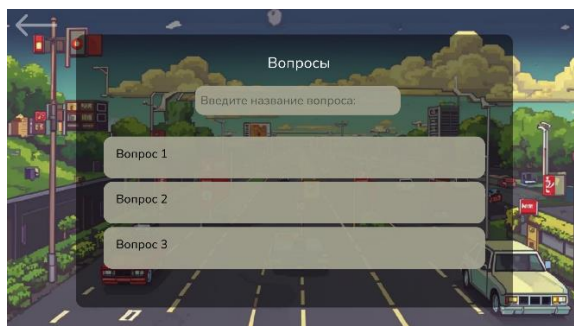 Вопросы
Введите название вопроса:
Вопрос 1
Вопрос 2
Вопрос 3